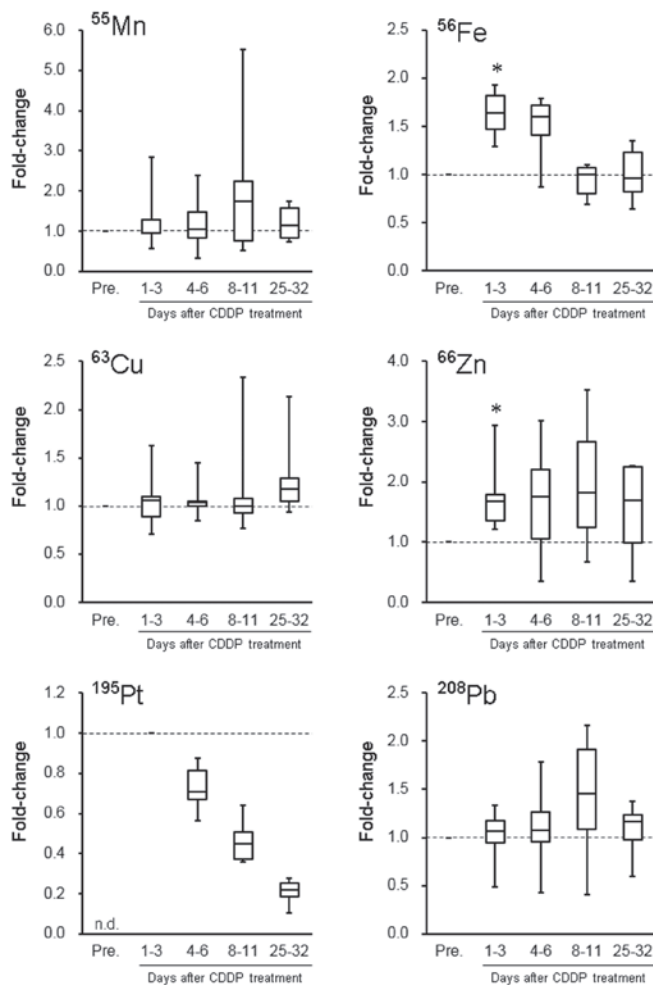 ⁵⁵Mn
Fold-change
6.0
5.0
4.0
3.0
2.0
1.0
0.0
Pre. 1-3 4-6 8-11 25-32
Days after CDDP treatment
⁵⁶Fe
Fold-change
2.5
2.0
1.5
1.0
0.5
0.0
*
Pre. 1-3 4-6 8-11 25-32
Days after CDDP treatment
⁶³Cu
Fold-change
2.5
2.0
1.5
1.0
0.5
0.0
Pre. 1-3 4-6 8-11 25-32
Days after CDDP treatment
⁶⁶Zn
Fold-change
4.0
3.0
2.0
1.0
0.0
*
Pre. 1-3 4-6 8-11 25-32
Days after CDDP treatment
¹⁹⁵Pt
Fold-change
1.2
1.0
0.8
0.6
0.4
0.2
0.0
n.d.
Pre. 1-3 4-6 8-11 25-32
Days after CDDP treatment
²⁰⁸Pb
Fold-change
2.5
2.0
1.5
1.0
0.5
0.0
Pre. 1-3 4-6 8-11 25-32
Days after CDDP treatment